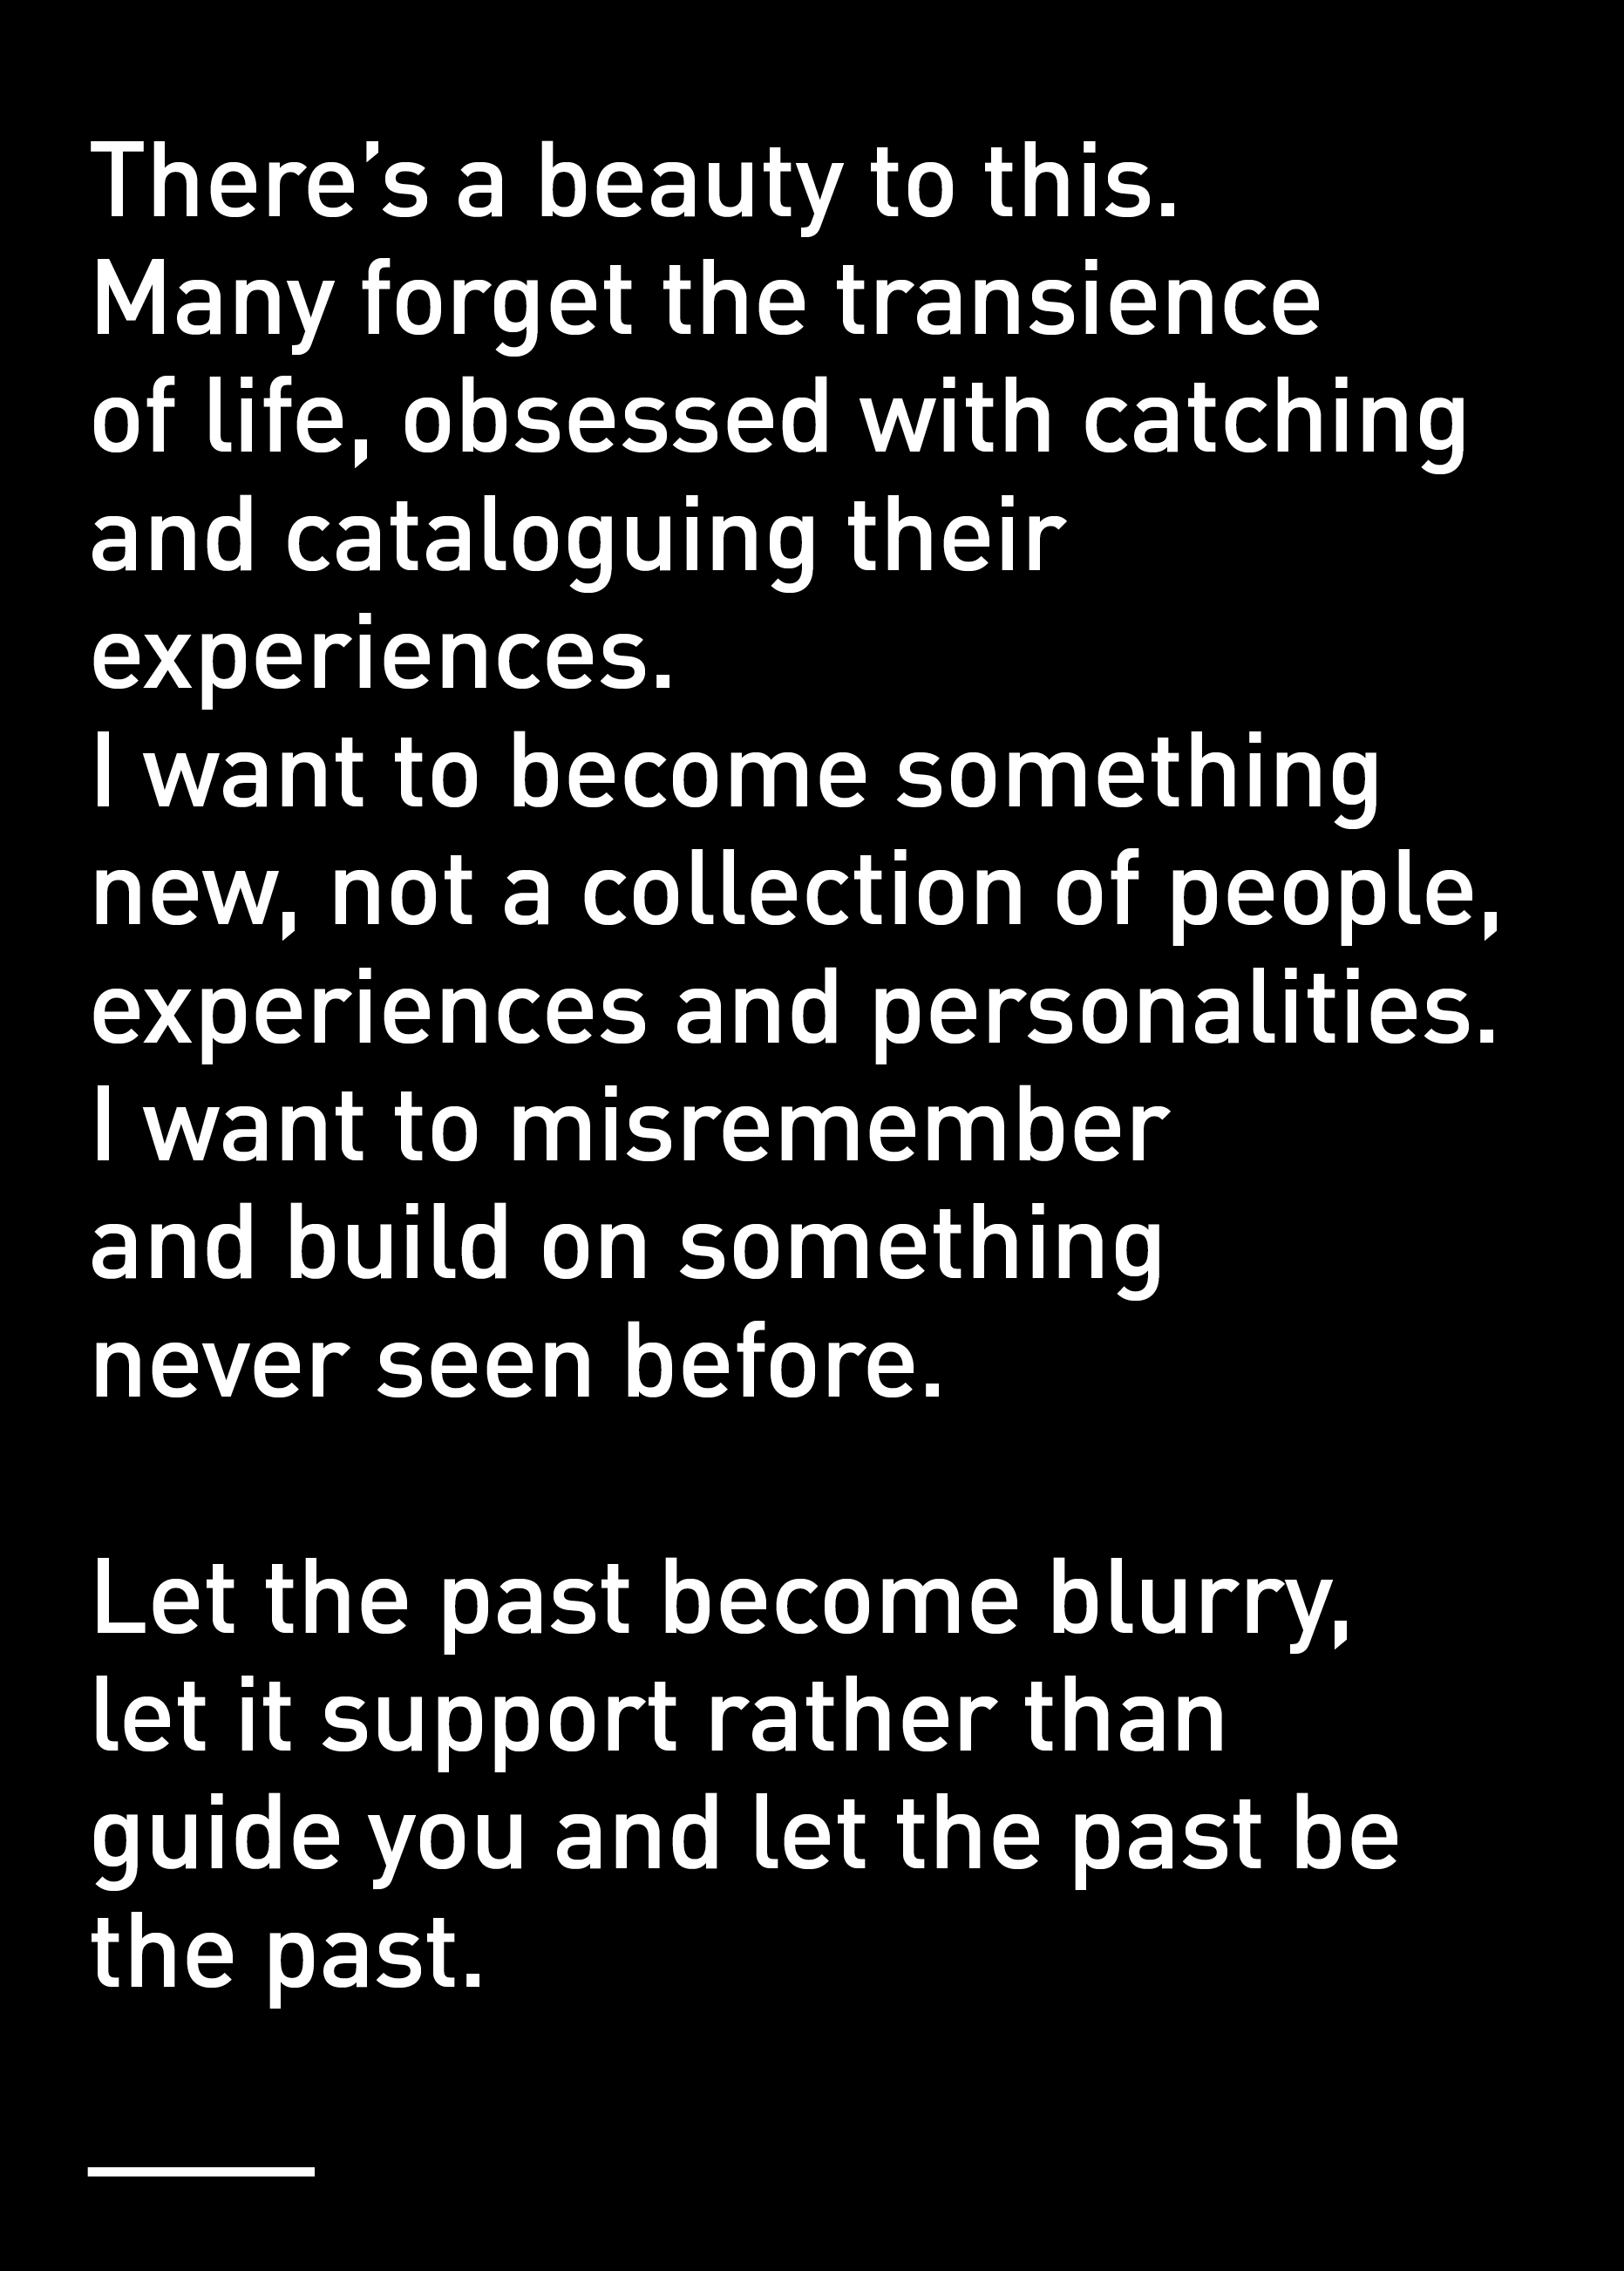 There’s a beauty to this.
Many forget the transience
of life, obsessed with catching
and cataloguing their
experiences.
I want to become something
new, not a collection of people,
experiences and personalities.
I want to misremember
and build on something
never seen before.
Let the past become blurry,
let it support rather than
guide you and let the past be
the past.